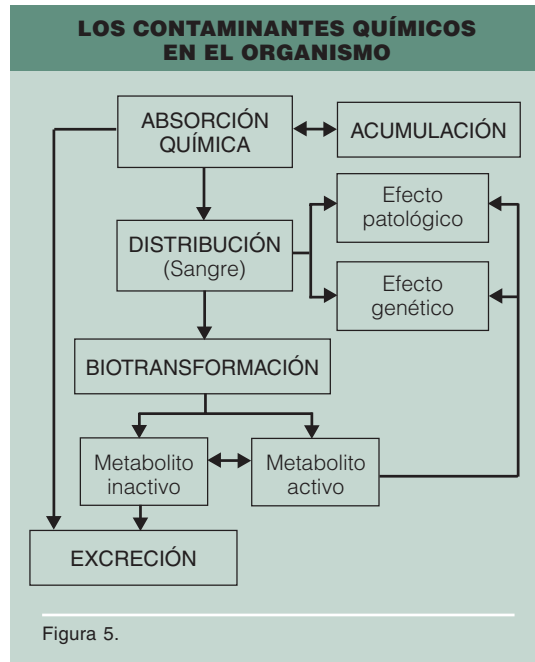 LOS CONTAMINANTES QUÍMICOS
EN EL ORGANISMO
ABSORCIÓN
QUÍMICA
ACUMULACIÓN
Efecto
patológico
DISTRIBUCIÓN
(Sangre)
Efecto
genético
BIOTRANSFORMACIÓN
Metabolito
inactivo
Metabolito
activo
EXCRECIÓN
Figura 5.